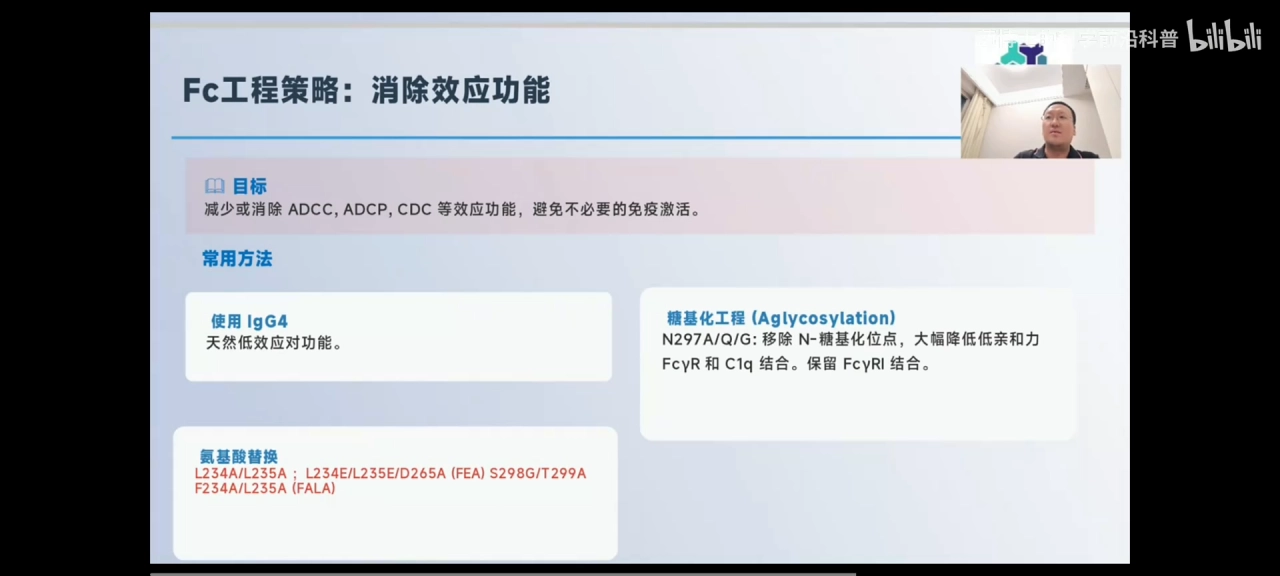 沿科普 bilibili
Fc工程策略：消除效应功能
目标
减少或消除 ADCC, ADCP, CDC 等效应功能，避免不必要的免疫激活。
常用方法
使用 IgG4
天然低效应对功能。
糖基化工程 (Aglycosylation)
N297A/Q/G: 移除 N-糖基化位点，大幅降低低亲和力
FcγR 和 C1q 结合。保留 FcγRI 结合。
氨基酸替换
L234A/L235A ；L234E/L235E/D265A (FEA) S298G/T299A
F234A/L235A (FALA)